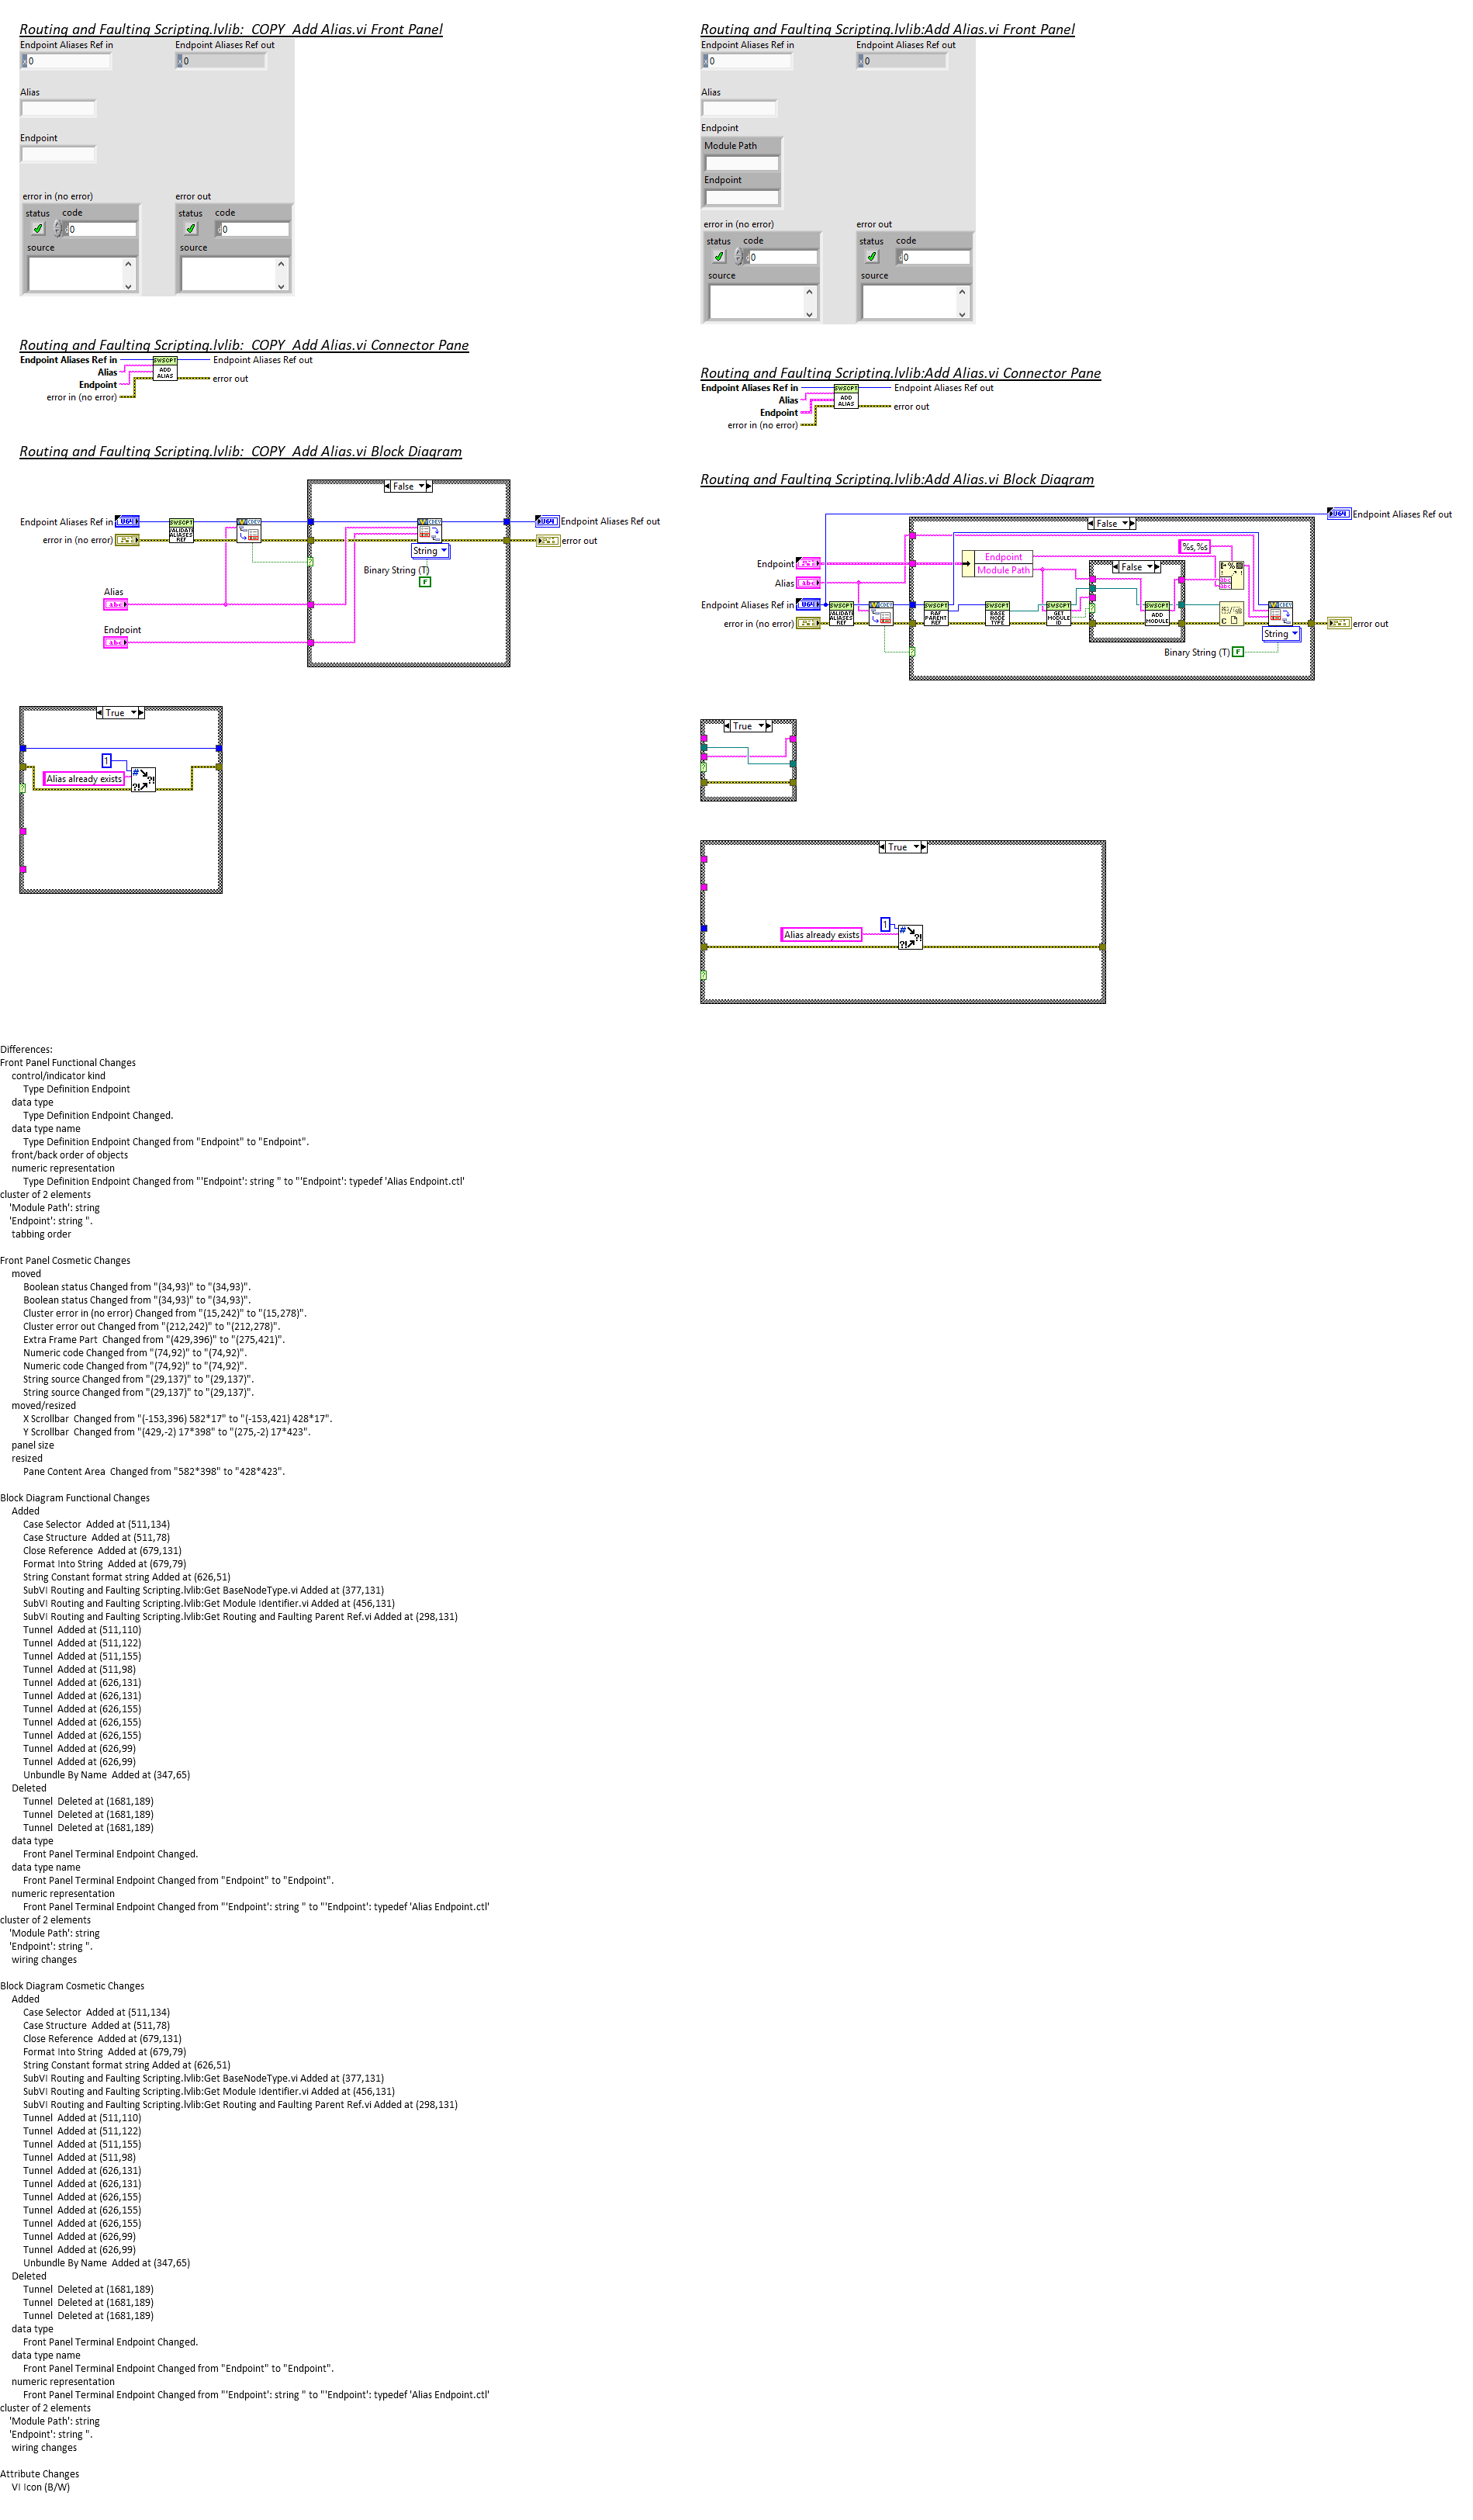 Routing and Faulting Scripting.lvlib:  COPY  Add Alias.vi Front Panel
Endpoint Aliases Ref in
Endpoint Aliases Ref out
0
0
Alias
Endpoint
error in (no error)
error out
status
code
0
status
code
0
source
source
Routing and Faulting Scripting.lvlib:  COPY  Add Alias.vi Connector Pane
Endpoint Aliases Ref in
SWSCPT
Endpoint Aliases Ref out
Alias
ADD
ALIAS
error out
Endpoint
error in (no error)
Routing and Faulting Scripting.lvlib:  COPY  Add Alias.vi Block Diagram
False
Endpoint Aliases Ref in
U64
SWSCPT
VALIDATE
ALIASES
REF
U64
Endpoint Aliases Ref out
error in (no error)
error out
String
Binary String (T)
F
Alias
abc
Endpoint
abc
True
1
Alias already exists
Routing and Faulting Scripting.lvlib:Add Alias.vi Front Panel
Endpoint Aliases Ref in
Endpoint Aliases Ref out
0
0
Alias
Endpoint
Module Path
Endpoint
error in (no error)
error out
status
code
0
status
code
0
source
source
Routing and Faulting Scripting.lvlib:Add Alias.vi Connector Pane
Endpoint Aliases Ref in
SWSCPT
Endpoint Aliases Ref out
Alias
ADD
ALIAS
error out
Endpoint
error in (no error)
Routing and Faulting Scripting.lvlib:Add Alias.vi Block Diagram
U64
Endpoint Aliases Ref out
False
%s,%s
Endpoint
Endpoint
Module Path
False
Alias
abc
Endpoint Aliases Ref in
U64
SWSCPT
VALIDATE
ALIASES
REF
SWSCPT
RAF
PARENT
REF
SWSCPT
BASE
NODE
TYPE
SWSCPT
GET
MODULE
ID
SWSCPT
ADD
MODULE
error in (no error)
error out
String
Binary String (T)
F
True
True
1
Alias already exists
Differences:
Front Panel Functional Changes
control/indicator kind
Type Definition Endpoint
data type
Type Definition Endpoint Changed.
data type name
Type Definition Endpoint Changed from "Endpoint" to "Endpoint".
front/back order of objects
numeric representation
Type Definition Endpoint Changed from "'Endpoint': string " to "'Endpoint': typedef 'Alias Endpoint.ctl'
cluster of 2 elements
'Module Path': string
'Endpoint': string ".
tabbing order
Front Panel Cosmetic Changes
moved
Boolean status Changed from "(34,93)" to "(34,93)".
Boolean status Changed from "(34,93)" to "(34,93)".
Cluster error in (no error) Changed from "(15,242)" to "(15,278)".
Cluster error out Changed from "(212,242)" to "(212,278)".
Extra Frame Part  Changed from "(429,396)" to "(275,421)".
Numeric code Changed from "(74,92)" to "(74,92)".
Numeric code Changed from "(74,92)" to "(74,92)".
String source Changed from "(29,137)" to "(29,137)".
String source Changed from "(29,137)" to "(29,137)".
moved/resized
X Scrollbar  Changed from "(-153,396) 582*17" to "(-153,421) 428*17".
Y Scrollbar  Changed from "(429,-2) 17*398" to "(275,-2) 17*423".
panel size
resized
Pane Content Area  Changed from "582*398" to "428*423".
Block Diagram Functional Changes
Added
Case Selector  Added at (511,134)
Case Structure  Added at (511,78)
Close Reference  Added at (679,131)
Format Into String  Added at (679,79)
String Constant format string Added at (626,51)
SubVI Routing and Faulting Scripting.lvlib:Get BaseNodeType.vi Added at (377,131)
SubVI Routing and Faulting Scripting.lvlib:Get Module Identifier.vi Added at (456,131)
SubVI Routing and Faulting Scripting.lvlib:Get Routing and Faulting Parent Ref.vi Added at (298,131)
Tunnel  Added at (511,110)
Tunnel  Added at (511,122)
Tunnel  Added at (511,155)
Tunnel  Added at (511,98)
Tunnel  Added at (626,131)
Tunnel  Added at (626,131)
Tunnel  Added at (626,155)
Tunnel  Added at (626,155)
Tunnel  Added at (626,155)
Tunnel  Added at (626,99)
Tunnel  Added at (626,99)
Unbundle By Name  Added at (347,65)
Deleted
Tunnel  Deleted at (1681,189)
Tunnel  Deleted at (1681,189)
Tunnel  Deleted at (1681,189)
data type
Front Panel Terminal Endpoint Changed.
data type name
Front Panel Terminal Endpoint Changed from "Endpoint" to "Endpoint".
numeric representation
Front Panel Terminal Endpoint Changed from "'Endpoint': string " to "'Endpoint': typedef 'Alias Endpoint.ctl'
cluster of 2 elements
'Module Path': string
'Endpoint': string ".
wiring changes
Block Diagram Cosmetic Changes
Added
Case Selector  Added at (511,134)
Case Structure  Added at (511,78)
Close Reference  Added at (679,131)
Format Into String  Added at (679,79)
String Constant format string Added at (626,51)
SubVI Routing and Faulting Scripting.lvlib:Get BaseNodeType.vi Added at (377,131)
SubVI Routing and Faulting Scripting.lvlib:Get Module Identifier.vi Added at (456,131)
SubVI Routing and Faulting Scripting.lvlib:Get Routing and Faulting Parent Ref.vi Added at (298,131)
Tunnel  Added at (511,110)
Tunnel  Added at (511,122)
Tunnel  Added at (511,155)
Tunnel  Added at (511,98)
Tunnel  Added at (626,131)
Tunnel  Added at (626,131)
Tunnel  Added at (626,155)
Tunnel  Added at (626,155)
Tunnel  Added at (626,155)
Tunnel  Added at (626,99)
Tunnel  Added at (626,99)
Unbundle By Name  Added at (347,65)
Deleted
Tunnel  Deleted at (1681,189)
Tunnel  Deleted at (1681,189)
Tunnel  Deleted at (1681,189)
data type
Front Panel Terminal Endpoint Changed.
data type name
Front Panel Terminal Endpoint Changed from "Endpoint" to "Endpoint".
numeric representation
Front Panel Terminal Endpoint Changed from "'Endpoint': string " to "'Endpoint': typedef 'Alias Endpoint.ctl'
cluster of 2 elements
'Module Path': string
'Endpoint': string ".
wiring changes
Attribute Changes
VI Icon (B/W)